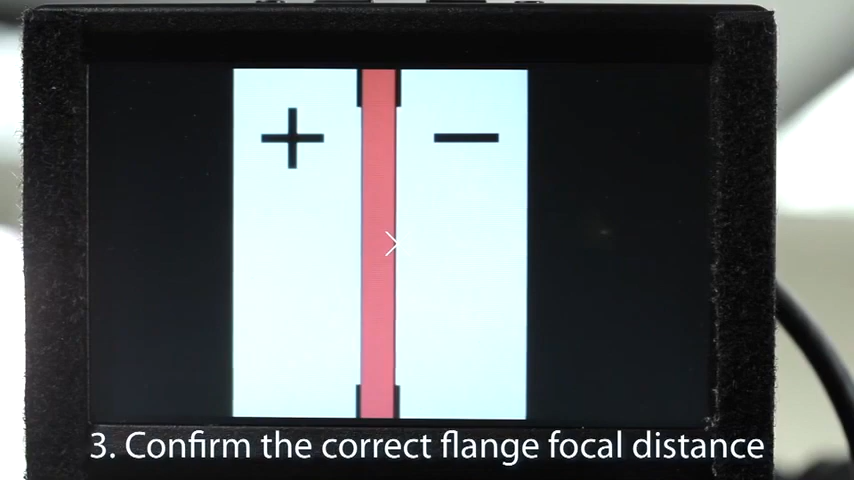 + —
3. Confirm the correct flange focal distance